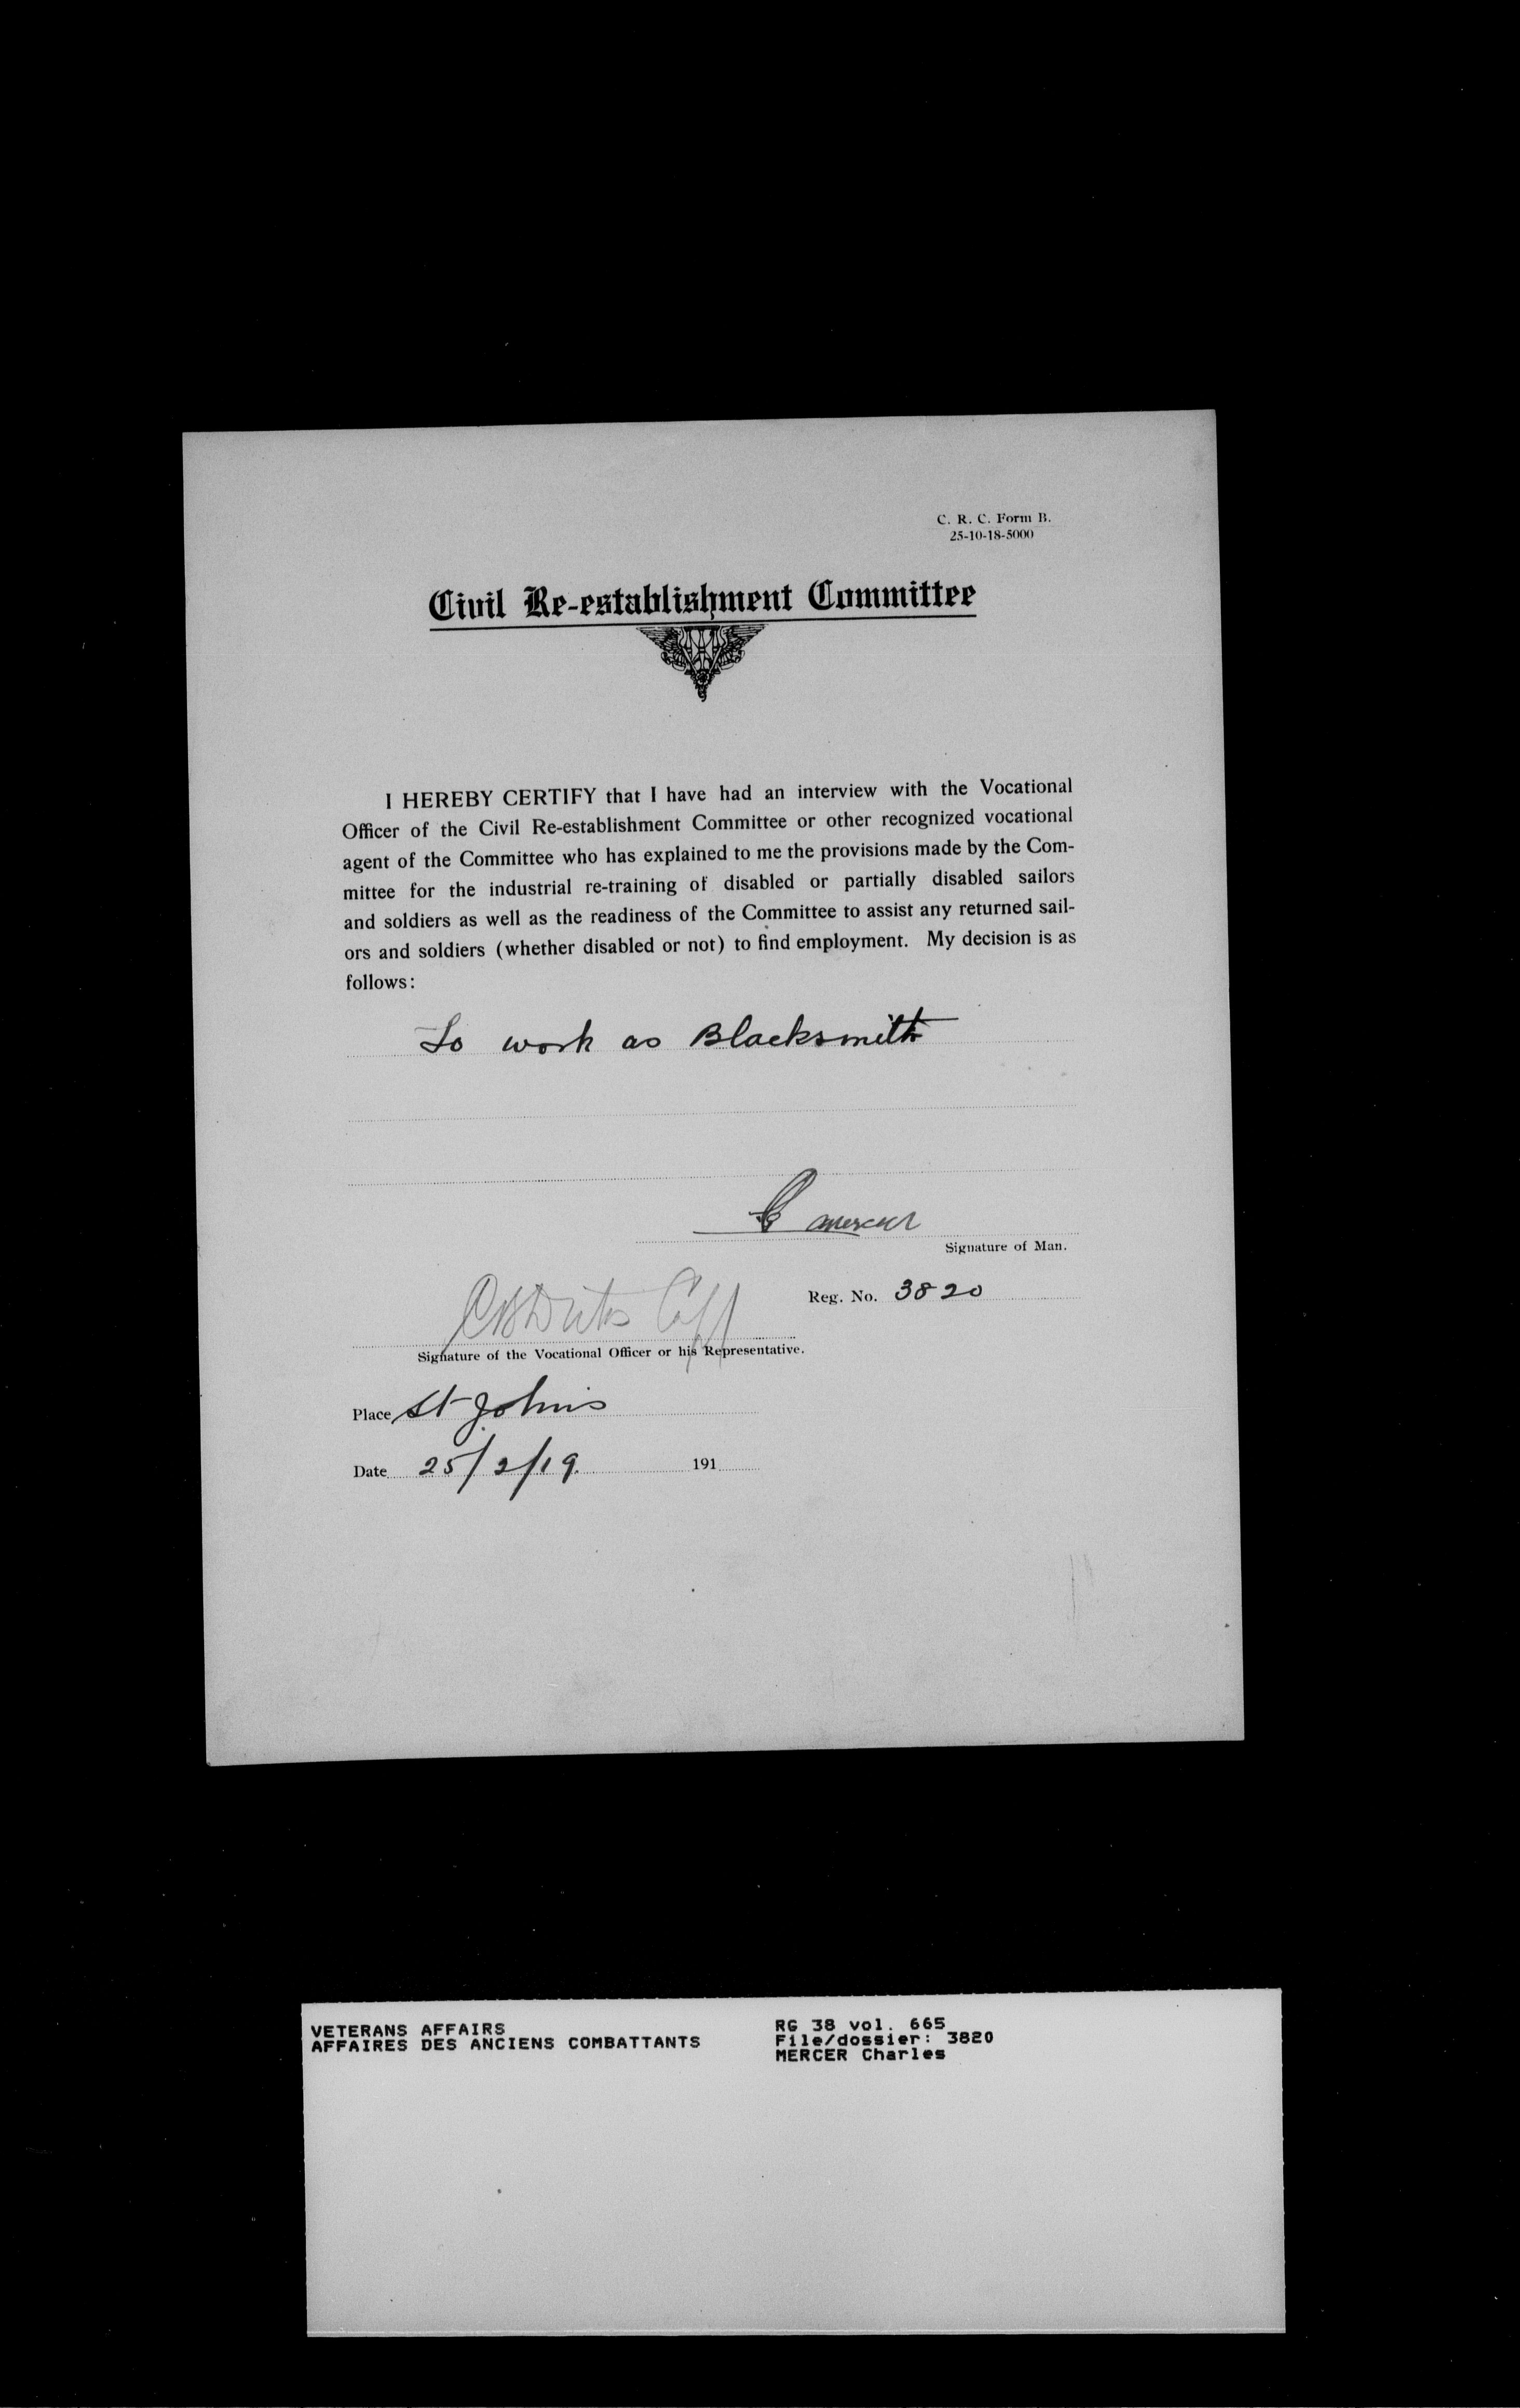 C. R. C. Form B.
25-10-18-5000
Civil Re-establishment Committee
I HEREBY CERTIFY that I have had an interview with the Vocational
Officer of the Civil Re-establishment Committee or other recognized vocational
agent of the Committee who has explained to me the provisions made by the Com-
mittee for the industrial re-training of disabled or partially disabled sailors
and soldiers as well as the readiness of the Committee to assist any returned sail-
ors and soldiers (whether disabled or not) to find employment. My decision is as
follows:
To work as Blacksmith
C mercer
Signature of Man.
Reg. No. 3820
Signature of the Vocational Officer or his Representative.
Place St Johns
Date 25/2/19. 191
VETERANS AFFAIRS
AFFAIRES DES ANCIENS COMBATTANTS
RG 38 vol. 665
File/dossier: 3820
MERCER Charles